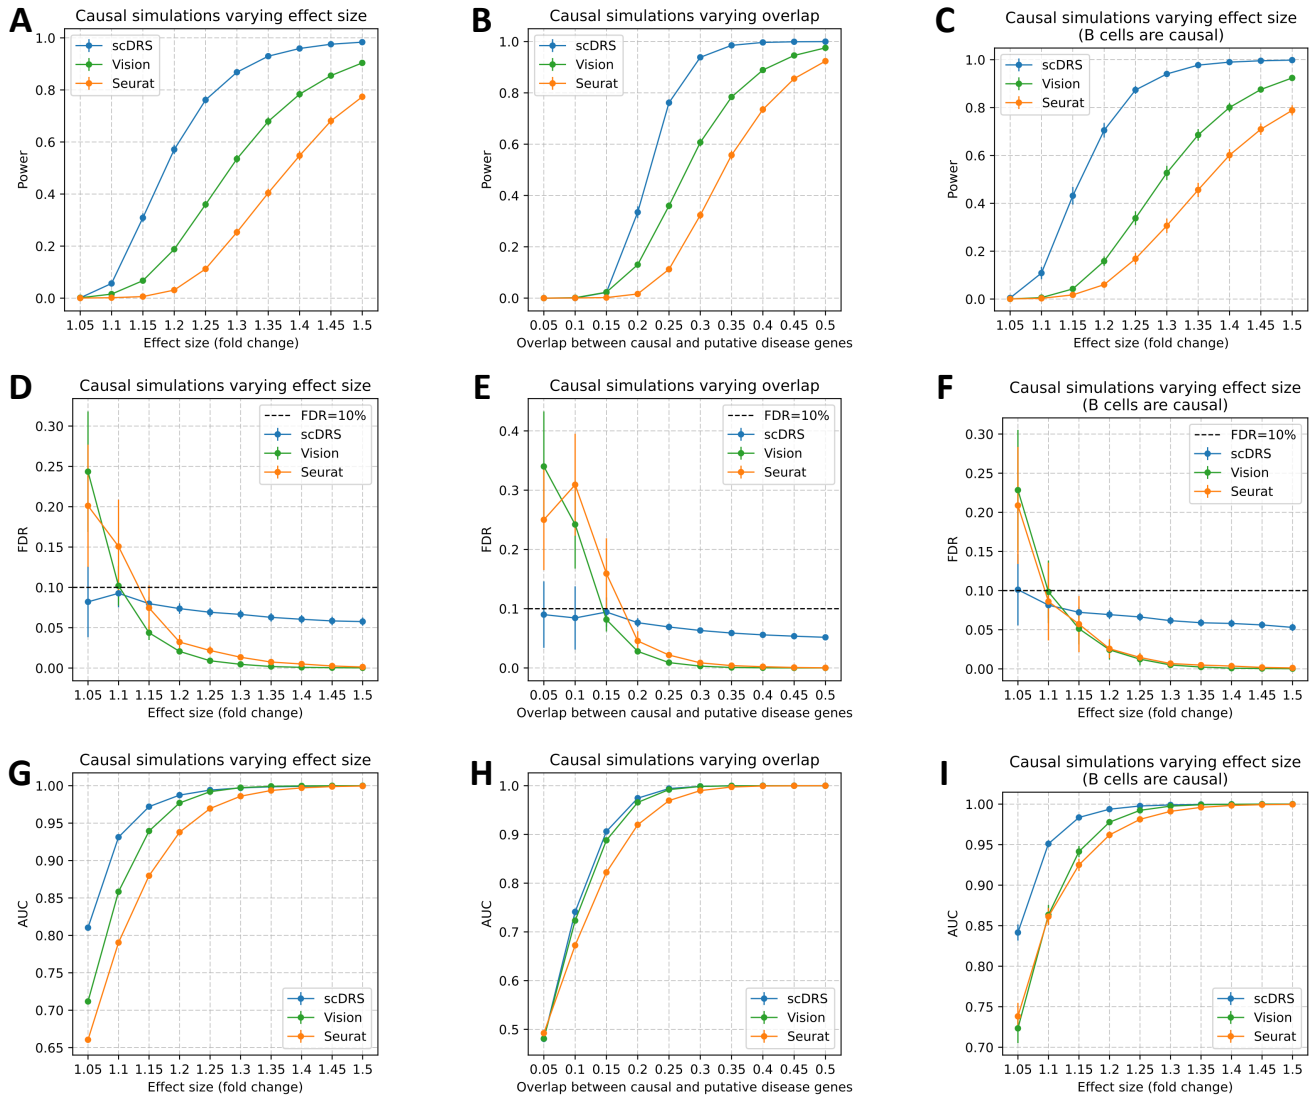 A
Causal simulations varying effect size
1.0
0.8
0.6
0.4
0.2
0.0
Power
scDRS
Vision
Seurat
1.05 1.1 1.15 1.2 1.25 1.3 1.35 1.4 1.45 1.5
Effect size (fold change)
B
Causal simulations varying overlap
1.0
0.8
0.6
0.4
0.2
0.0
Power
scDRS
Vision
Seurat
0.05 0.1 0.15 0.2 0.25 0.3 0.35 0.4 0.45 0.5
Overlap between causal and putative disease genes
C
Causal simulations varying effect size
(B cells are causal)
1.0
0.8
0.6
0.4
0.2
0.0
Power
scDRS
Vision
Seurat
1.05 1.1 1.15 1.2 1.25 1.3 1.35 1.4 1.45 1.5
Effect size (fold change)
D
Causal simulations varying effect size
0.30
0.25
0.20
0.15
0.10
0.05
0.00
FDR
FDR=10%
scDRS
Vision
Seurat
1.05 1.1 1.15 1.2 1.25 1.3 1.35 1.4 1.45 1.5
Effect size (fold change)
E
Causal simulations varying overlap
0.4
0.3
0.2
0.1
0.0
FDR
FDR=10%
scDRS
Vision
Seurat
0.05 0.1 0.15 0.2 0.25 0.3 0.35 0.4 0.45 0.5
Overlap between causal and putative disease genes
F
Causal simulations varying effect size
(B cells are causal)
0.30
0.25
0.20
0.15
0.10
0.05
0.00
FDR
FDR=10%
scDRS
Vision
Seurat
1.05 1.1 1.15 1.2 1.25 1.3 1.35 1.4 1.45 1.5
Effect size (fold change)
G
Causal simulations varying effect size
1.00
0.95
0.90
0.85
0.80
0.75
0.70
0.65
AUC
scDRS
Vision
Seurat
1.05 1.1 1.15 1.2 1.25 1.3 1.35 1.4 1.45 1.5
Effect size (fold change)
H
Causal simulations varying overlap
1.0
0.9
0.8
0.7
0.6
0.5
AUC
scDRS
Vision
Seurat
0.05 0.1 0.15 0.2 0.25 0.3 0.35 0.4 0.45 0.5
Overlap between causal and putative disease genes
I
Causal simulations varying effect size
(B cells are causal)
1.00
0.95
0.90
0.85
0.80
0.75
0.70
AUC
scDRS
Vision
Seurat
1.05 1.1 1.15 1.2 1.25 1.3 1.35 1.4 1.45 1.5
Effect size (fold change)